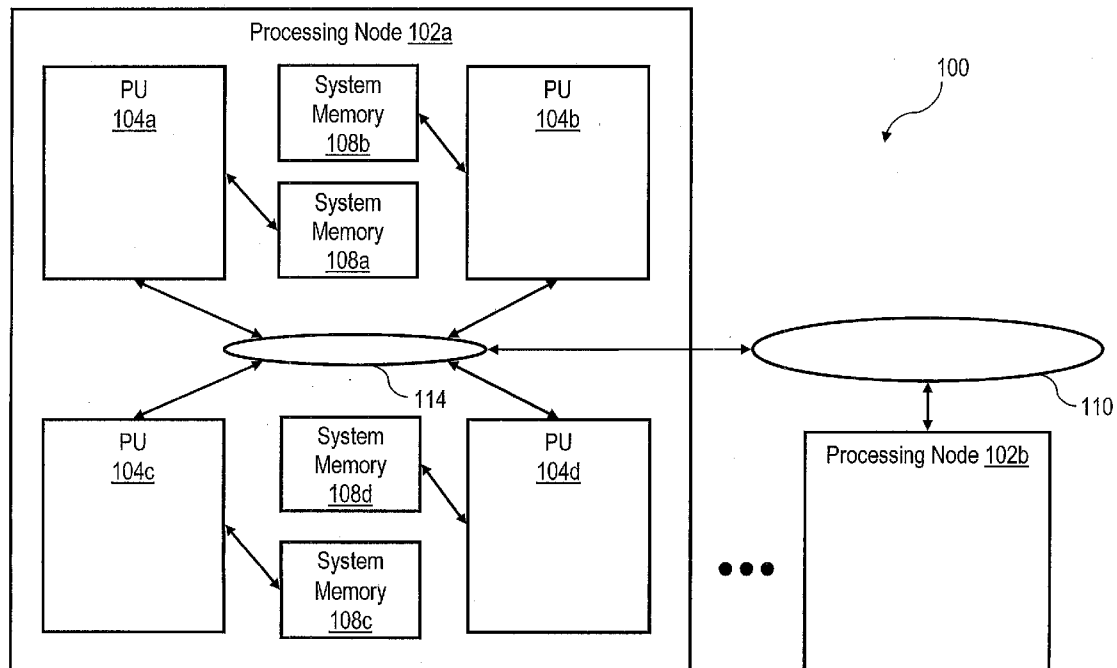 Processing Node 102a
PU
104a
System
Memory
108b
PU
104b
100
System
Memory
108a
114
110
PU
104c
System
Memory
108d
PU
104d
Processing Node 102b
System
Memory
108c